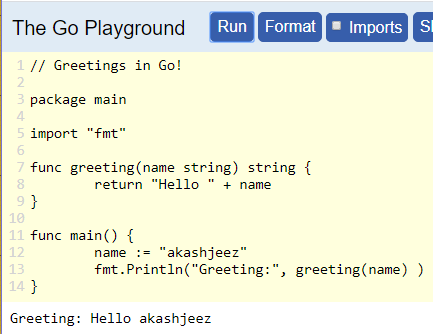 The Go Playground Run Format Imports
1 // Greetings in Go!
2
3 package main
4
5 import "fmt"
6
7 func greeting(name string) string {
8 return "Hello " + name
9 }
10
11 func main() {
12 name := "akashjeez"
13 fmt.Println("Greeting:", greeting(name) )
14 }
Greeting: Hello akashjeez